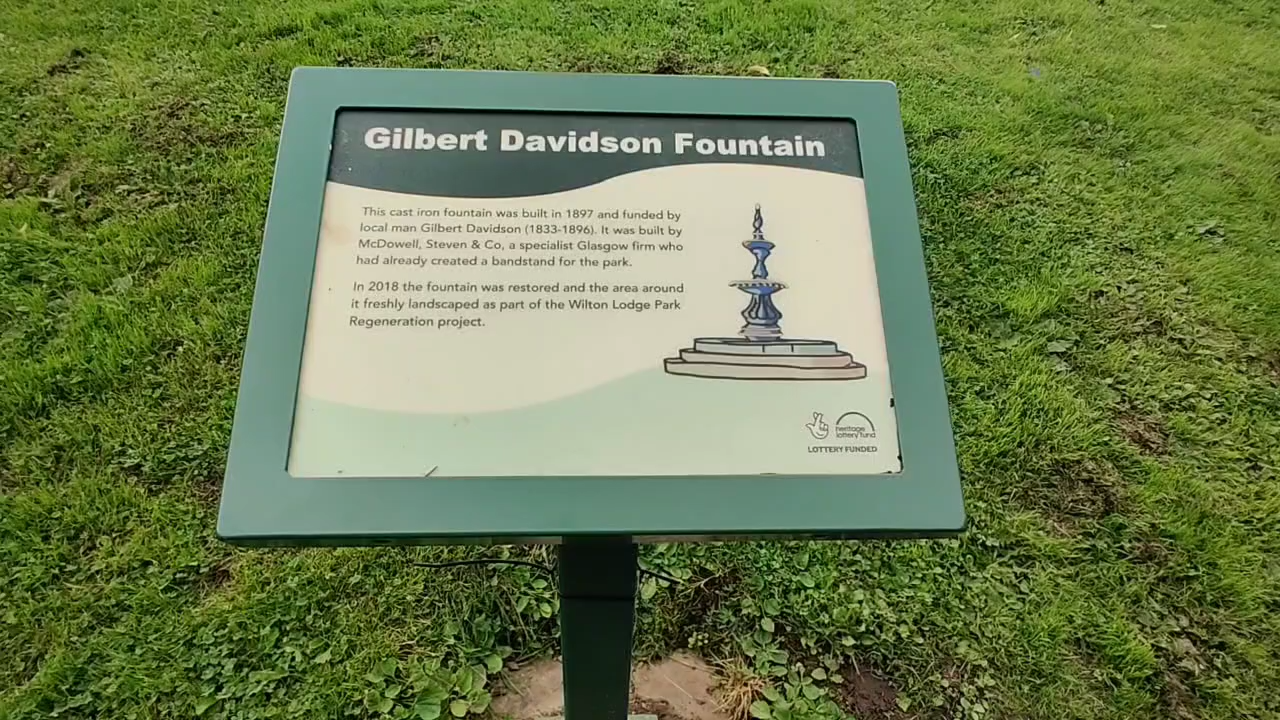 Gilbert Davidson Fountain
This cast iron fountain was built in 1897 and funded by
local man Gilbert Davidson (1833-1896). It was built by
McDowell, Steven & Co, a specialist Glasgow firm who
had already created a bandstand for the park.
In 2018 the fountain was restored and the area around
it freshly landscaped as part of the Wilton Lodge Park
Regeneration project.
heritage
lottery fund
LOTTERY FUNDED